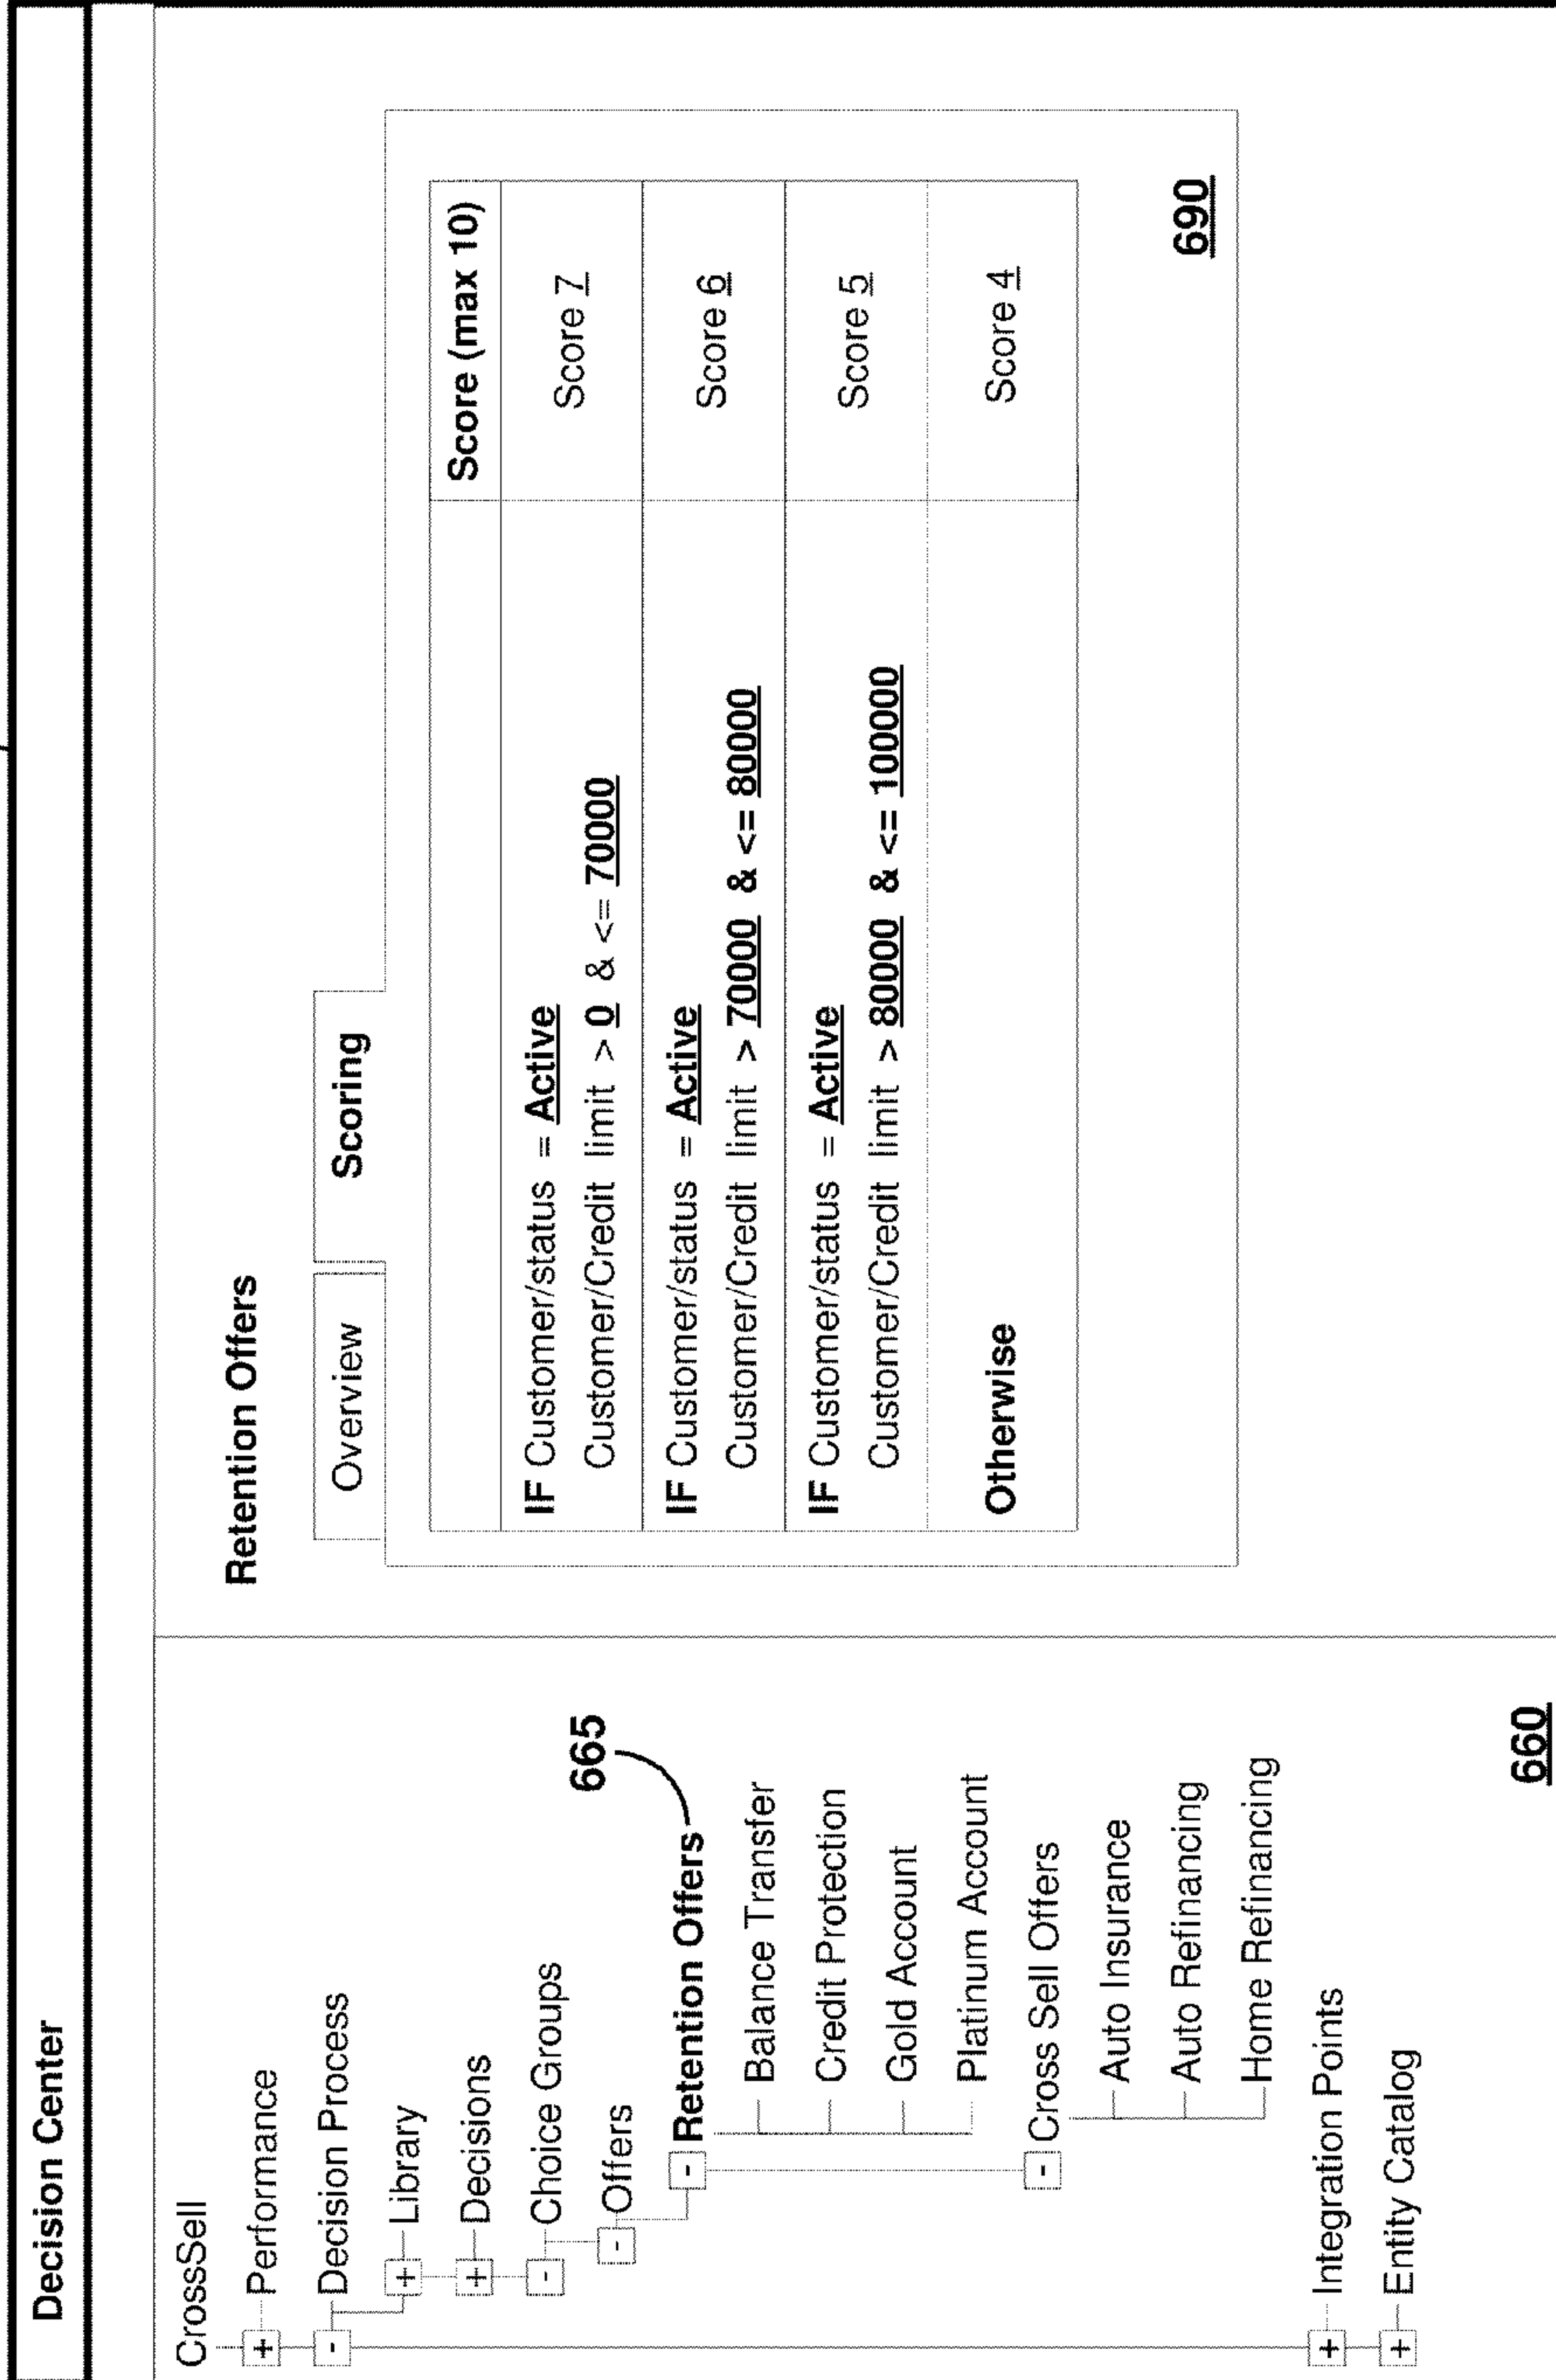 Decision Center
CrossSell
+ Performance
- Decision Process
+ Library
+ Decisions
- Choice Groups
- Offers
665
- Retention Offers
Balance Transfer
Credit Protection
Gold Account
Platinum Account
- Cross Sell Offers
Auto Insurance
Auto Refinancing
Home Refinancing
+ Integration Points
+ Entity Catalog
660
Retention Offers
Overview Scoring
Score (max 10)
IF Customer/status = Active
Customer/Credit limit > 0 & <= 70000
Score 7
IF Customer/status = Active
Customer/Credit limit > 70000 & <= 80000
Score 6
IF Customer/status = Active
Customer/Credit limit > 80000 & <= 100000
Score 5
Otherwise Score 4
690